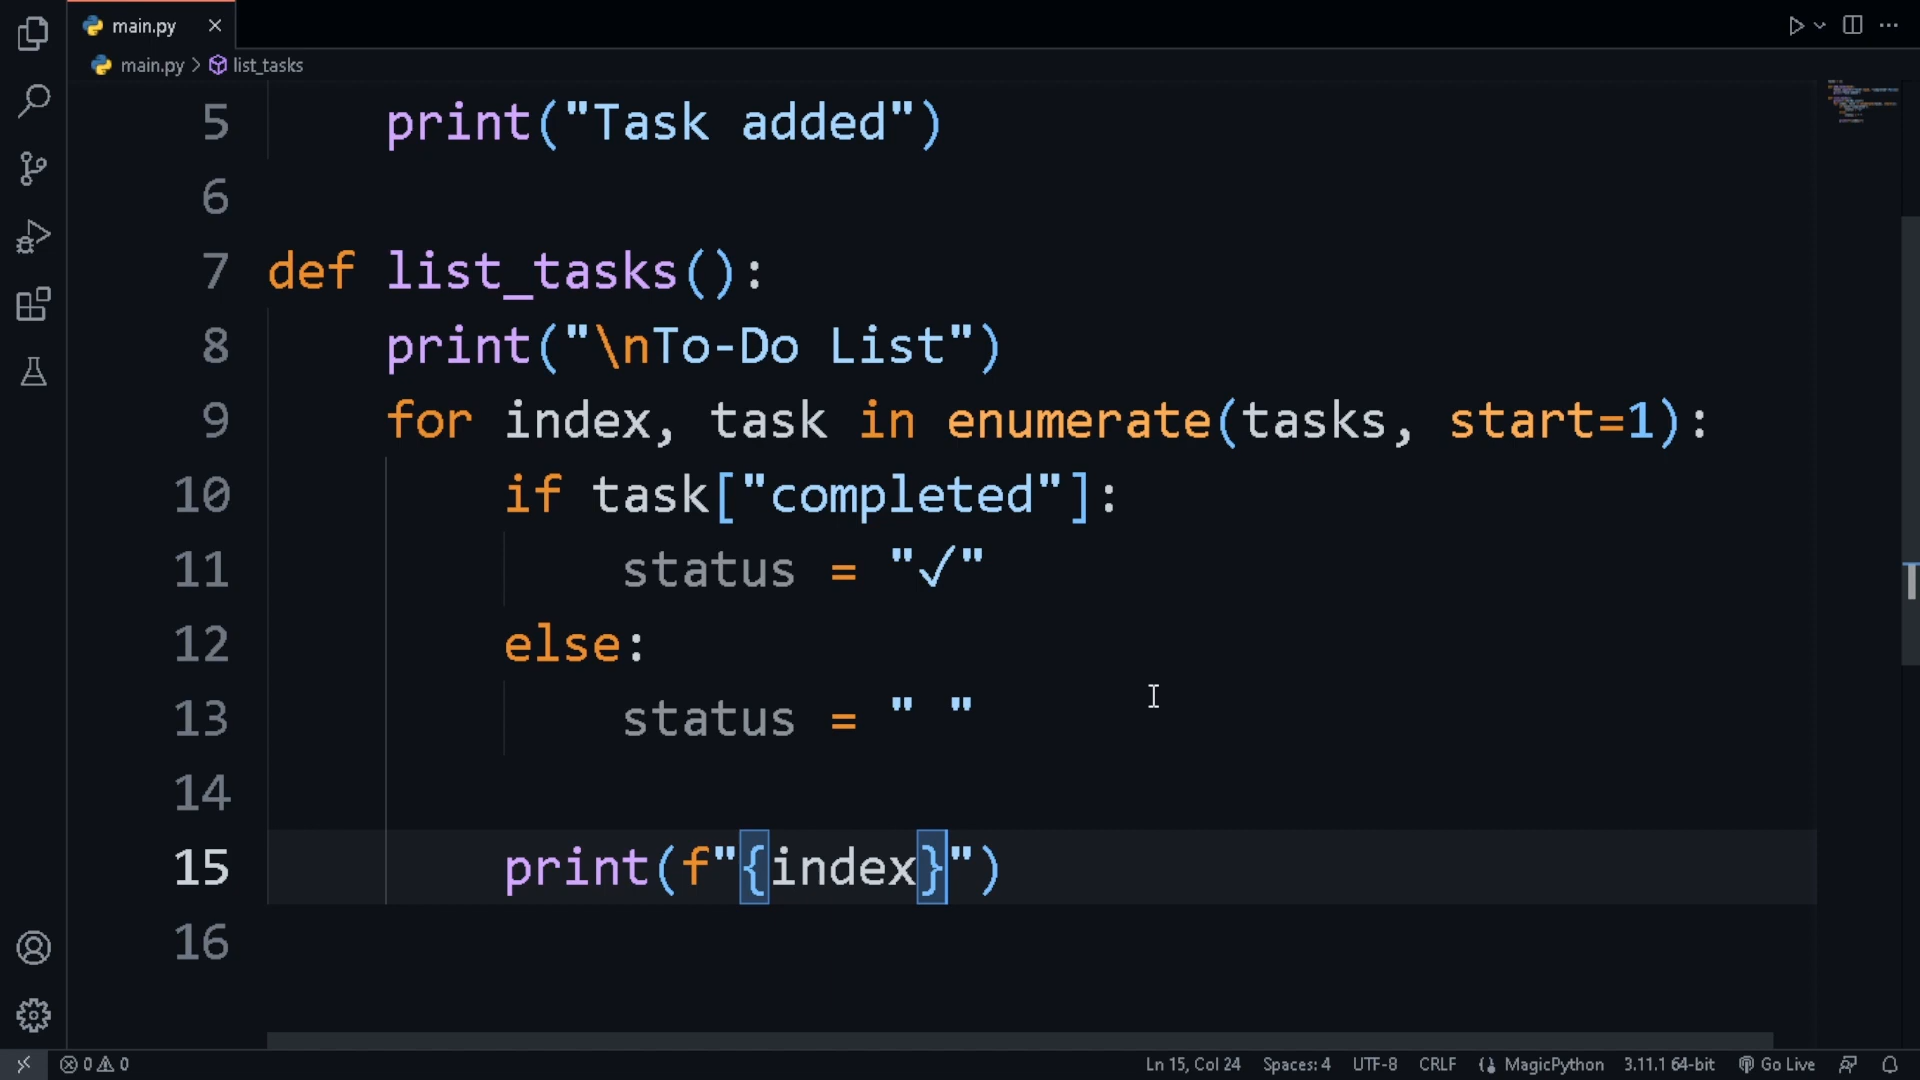 main.py
main.py > list_tasks
5 print("Task added")
6
7 def list_tasks():
8 print("\nTo-Do List")
9 for index, task in enumerate(tasks, start=1):
10 if task["completed"]:
11 status = "✓"
12 else:
13 status = " "
14
15 print(f"{index}")
16
0 0 Ln 15, Col 24 Spaces: 4 UTF-8 CRLF MagicPython 3.11.1 64-bit Go Live